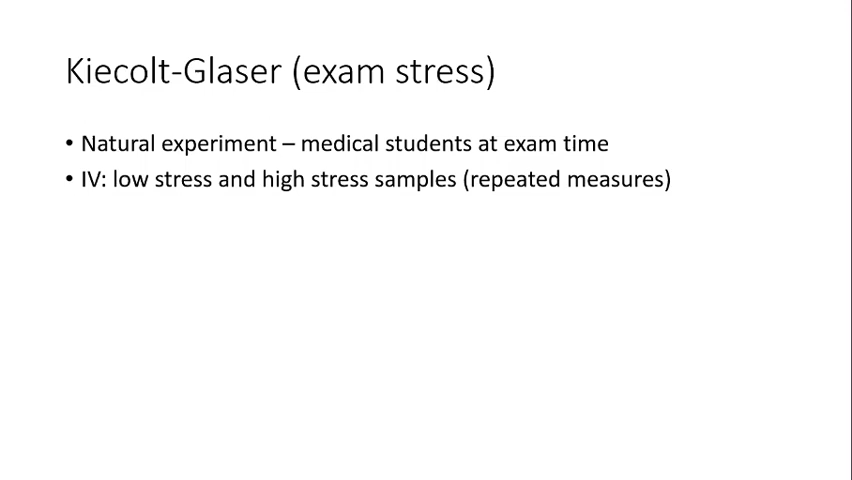 Kiecolt-Glaser (exam stress)
• Natural experiment – medical students at exam time
• IV: low stress and high stress samples (repeated measures)